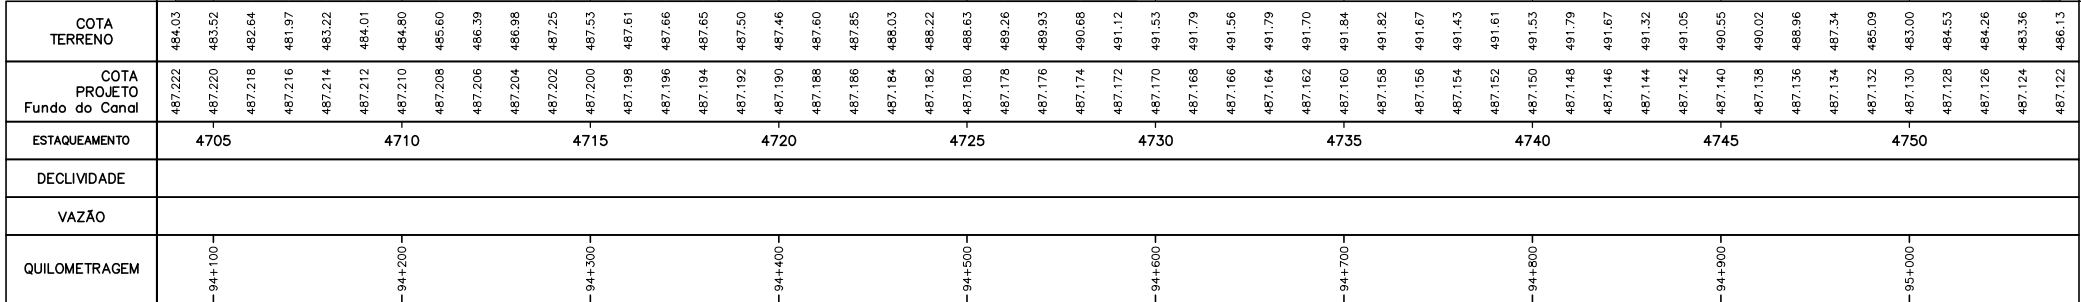 COTA
TERRENO
484.03 483.52 482.64 481.97 483.22 484.01 484.80 485.60 486.39 486.98 487.25 487.53 487.61 487.66 487.65 487.50 487.46 487.60 487.85 488.03 488.22 488.63 489.26 489.93 490.68 491.12 491.53 491.79 491.56 491.79 491.70 491.84 491.82 491.67 491.43 491.61 491.53 491.79 491.67 491.32 491.05 490.55 490.02 488.96 487.34 485.09 483.00 484.53 484.26 483.36 486.13
COTA
PROJETO
Fundo do Canal
487.222 487.220 487.218 487.216 487.214 487.212 487.210 487.208 487.206 487.204 487.202 487.200 487.198 487.196 487.194 487.192 487.190 487.188 487.186 487.184 487.182 487.180 487.178 487.176 487.174 487.172 487.170 487.168 487.166 487.164 487.162 487.160 487.158 487.156 487.154 487.152 487.150 487.148 487.146 487.144 487.142 487.140 487.138 487.136 487.134 487.132 487.130 487.128 487.126 487.124 487.122
ESTAQUEAMENTO 4705 4710 4715 4720 4725 4730 4735 4740 4745 4750
DECLIVIDADE
VAZÃO
QUILOMETRAGEM 94+100 94+200 94+300 94+400 94+500 94+600 94+700 94+800 94+900 95+000